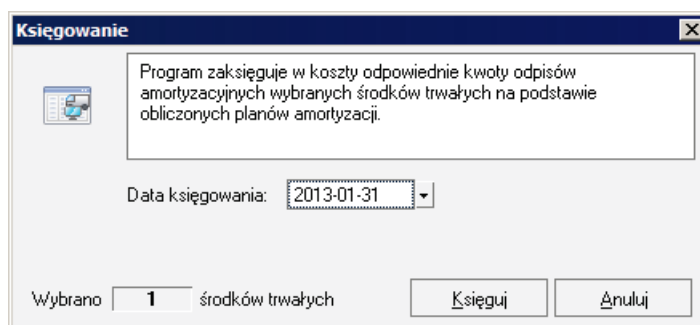 Księgowanie
Program zaksięguje w koszty odpowiednie kwoty odpisów
amortyzacyjnych wybranych środków trwałych na podstawie
obliczonych planów amortyzacji.
Data księgowania: 2013-01-31
Wybrano 1 środków trwałych Księguj Anuluj